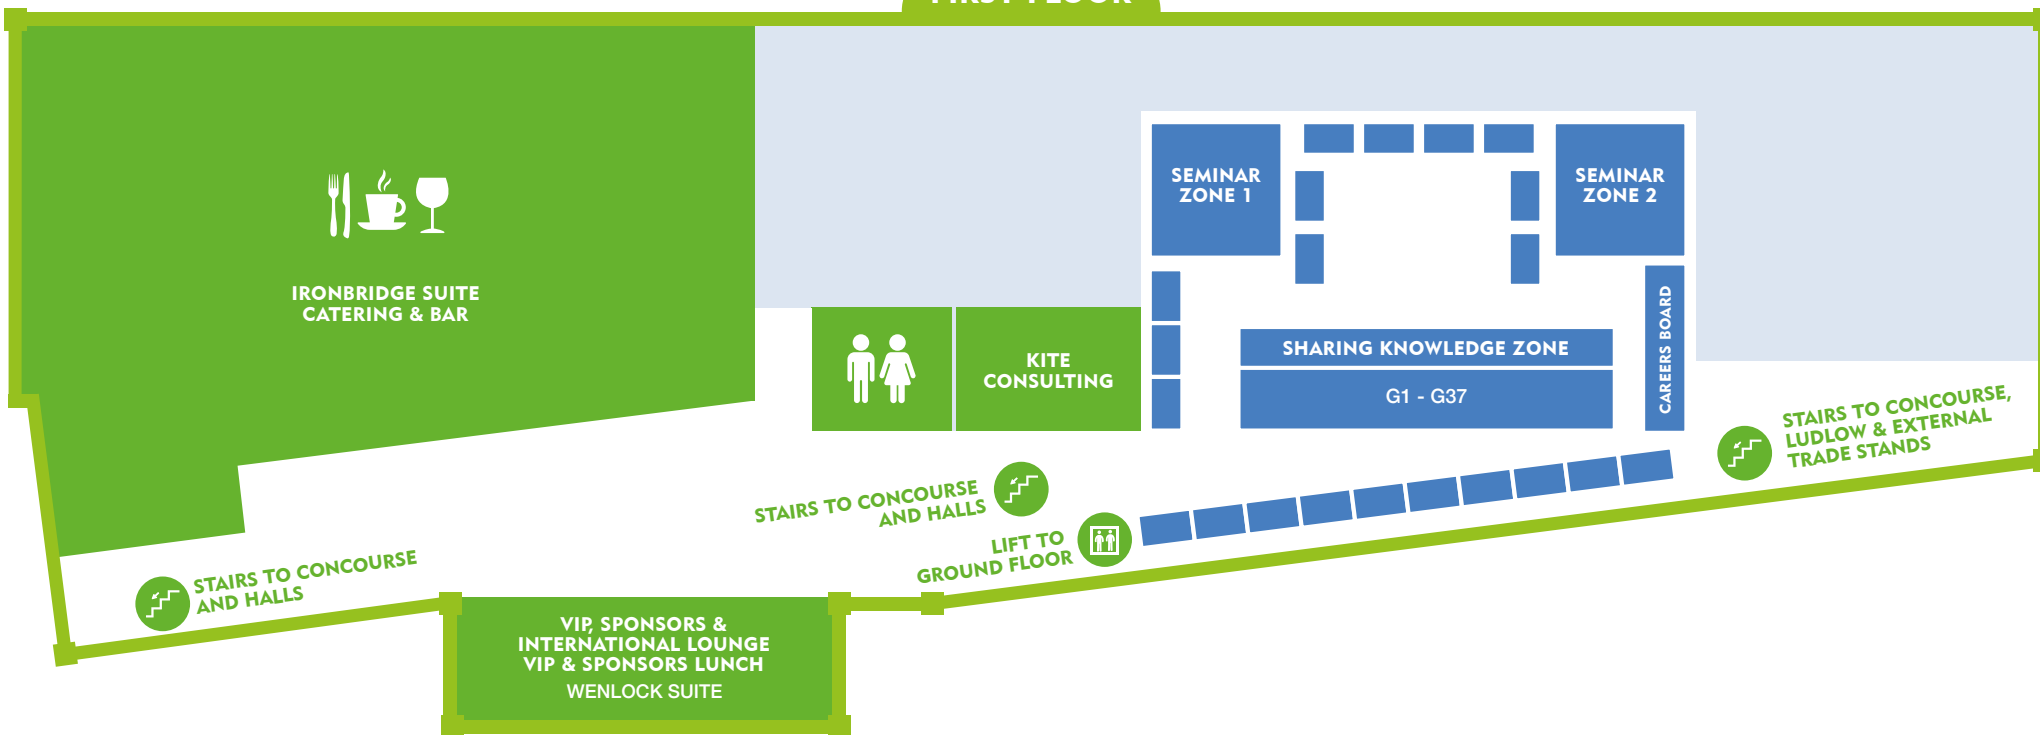 FIRST FLOOR
SEMINAR
ZONE 1
SEMINAR
ZONE 2
IRONBRIDGE SUITE
CATERING & BAR
KITE
CONSULTING
SHARING KNOWLEDGE ZONE
G1 - G37
CAREERS BOARD
STAIRS TO CONCOURSE,
LUDLOW & EXTERNAL
TRADE STANDS
STAIRS TO CONCOURSE
AND HALLS
LIFT TO
GROUND FLOOR
STAIRS TO CONCOURSE
AND HALLS
VIP, SPONSORS &
INTERNATIONAL LOUNGE
VIP & SPONSORS LUNCH
WENLOCK SUITE